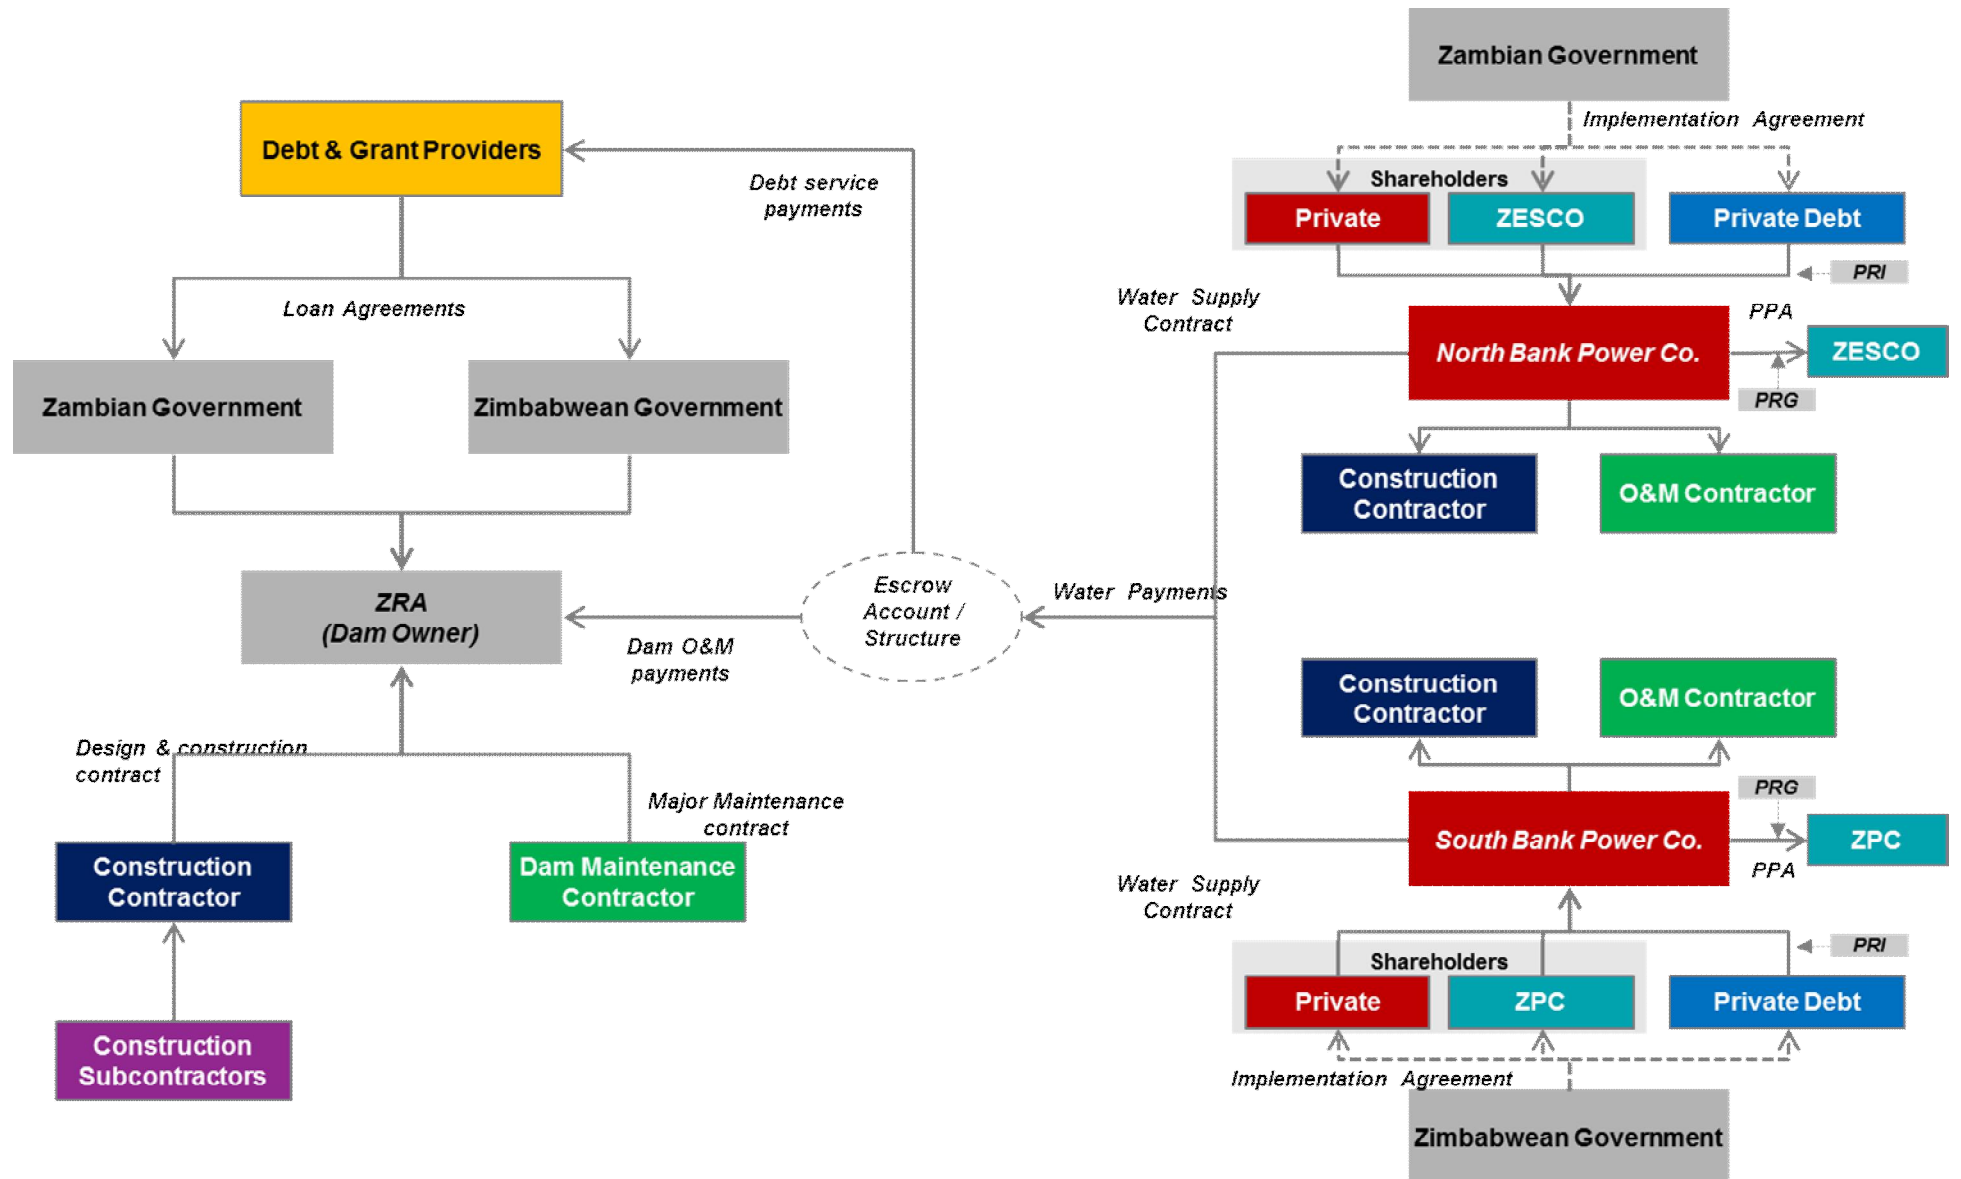 Zambian Government
Implementation Agreement
Debt & Grant Providers
Debt service
payments
Shareholders
Private
ZESCO
Private Debt
PRI
Loan Agreements
Water Supply
Contract
PPA
North Bank Power Co.
ZESCO
PRG
Zambian Government
Zimbabwean Government
Construction
Contractor
O&M Contractor
ZRA
(Dam Owner)
Escrow
Account /
Structure
Water Payments
Dam O&M
payments
Construction
Contractor
O&M Contractor
Design & construction
contract
Major Maintenance
contract
PRG
South Bank Power Co.
ZPC
PPA
Construction
Contractor
Dam Maintenance
Contractor
Water Supply
Contract
PRI
Shareholders
Private
ZPC
Private Debt
Construction
Subcontractors
Implementation Agreement
Zimbabwean Government